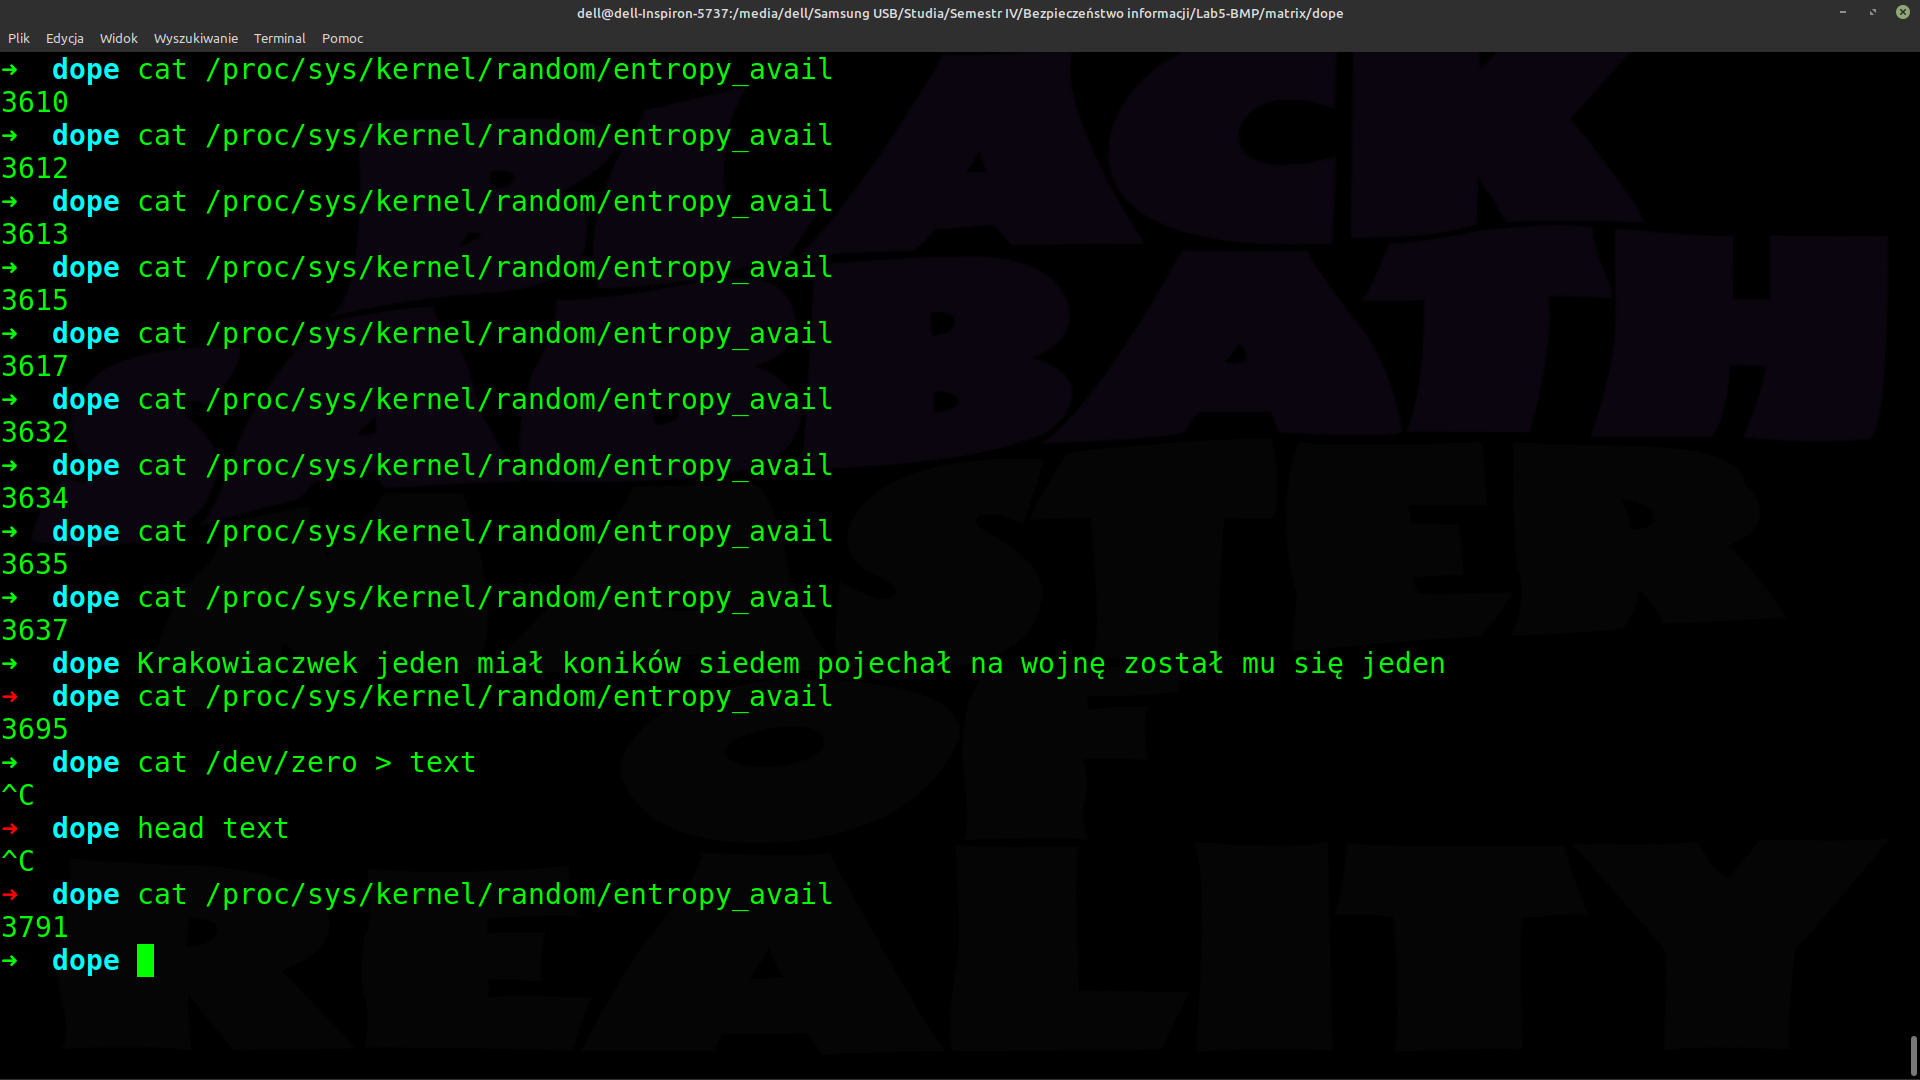 dell@dell-Inspiron-5737:/media/dell/Samsung USB/Studia/Semestr IV/Bezpieczeństwo informacji/Lab5-BMP/matrix/dope
Plik Edycja Widok Wyszukiwanie Terminal Pomoc
➜ dope cat /proc/sys/kernel/random/entropy_avail
3610
➜ dope cat /proc/sys/kernel/random/entropy_avail
3612
➜ dope cat /proc/sys/kernel/random/entropy_avail
3613
➜ dope cat /proc/sys/kernel/random/entropy_avail
3615
➜ dope cat /proc/sys/kernel/random/entropy_avail
3617
➜ dope cat /proc/sys/kernel/random/entropy_avail
3632
➜ dope cat /proc/sys/kernel/random/entropy_avail
3634
➜ dope cat /proc/sys/kernel/random/entropy_avail
3635
➜ dope cat /proc/sys/kernel/random/entropy_avail
3637
➜ dope Krakowiaczwek jeden miał koników siedem pojechał na wojnę został mu się jeden
➜ dope cat /proc/sys/kernel/random/entropy_avail
3695
➜ dope cat /dev/zero > text
^C
➜ dope head text
^C
➜ dope cat /proc/sys/kernel/random/entropy_avail
3791
➜ dope
BLACK
SABBATH
MASTER
OF
REALITY